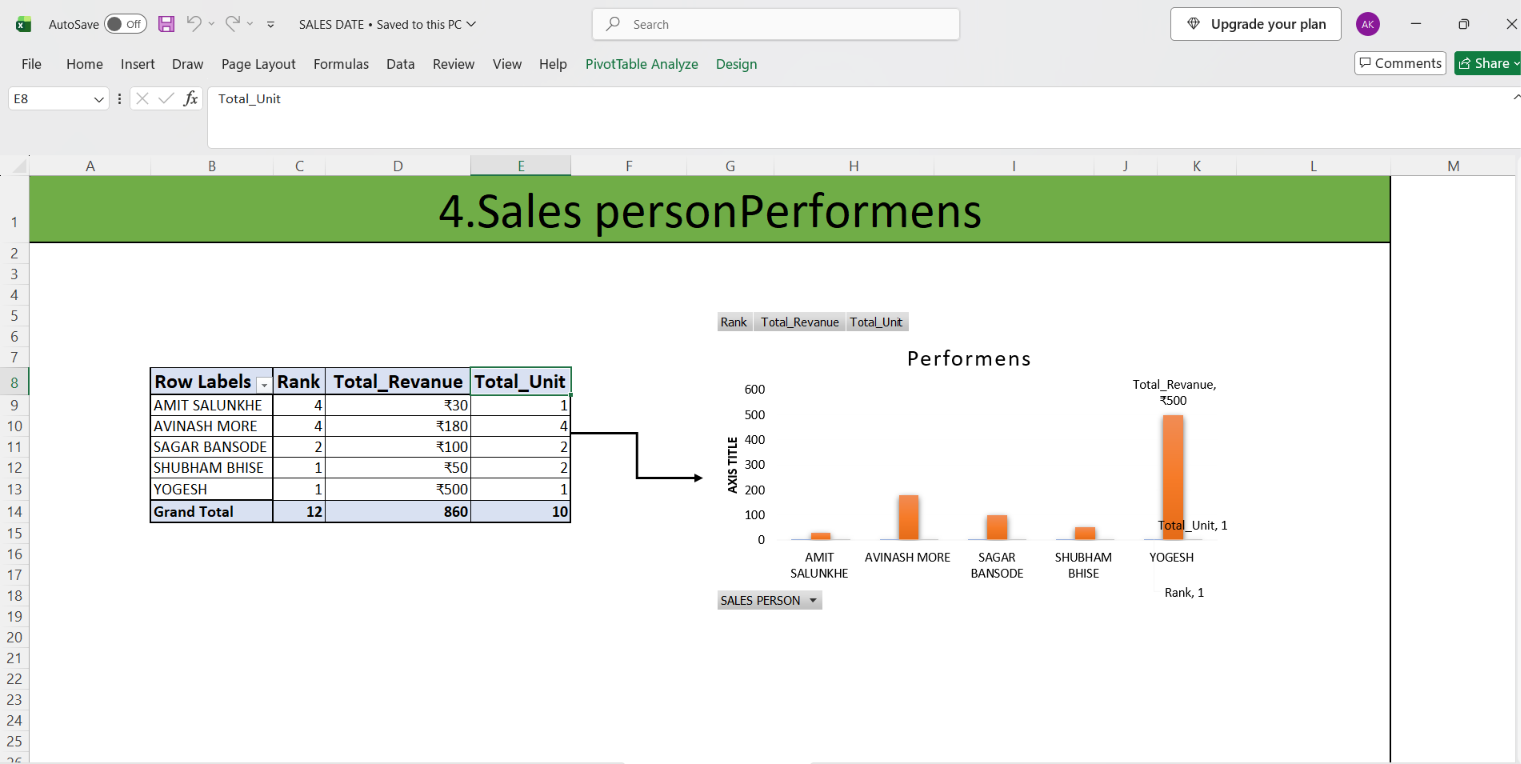 AutoSave Off SALES DATE • Saved to this PC Search Upgrade your plan AK
File Home Insert Draw Page Layout Formulas Data Review View Help PivotTable Analyze Design Comments Share
E8 fx Total_Unit
A B C D E F G H I J K L M
1 4.Sales personPerformens
2
3
4
5
Rank Total_Revanue Total_Unit
6
7 Performens
8 Row Labels Rank Total_Revanue Total_Unit
9 AMIT SALUNKHE 4 ₹30 1
10 AVINASH MORE 4 ₹180 4
11 SAGAR BANSODE 2 ₹100 2
12 SHUBHAM BHISE 1 ₹50 2
13 YOGESH 1 ₹500 1
14 Grand Total 12 860 10
15
16
17
18
19
20
21
22
23
24
25
26
AXIS TITLE
600
500
400
300
200
100
0
Total_Revanue,
₹500
Total_Unit, 1
AMIT AVINASH MORE SAGAR SHUBHAM YOGESH
SALUNKHE BANSODE BHISE
Rank, 1
SALES PERSON